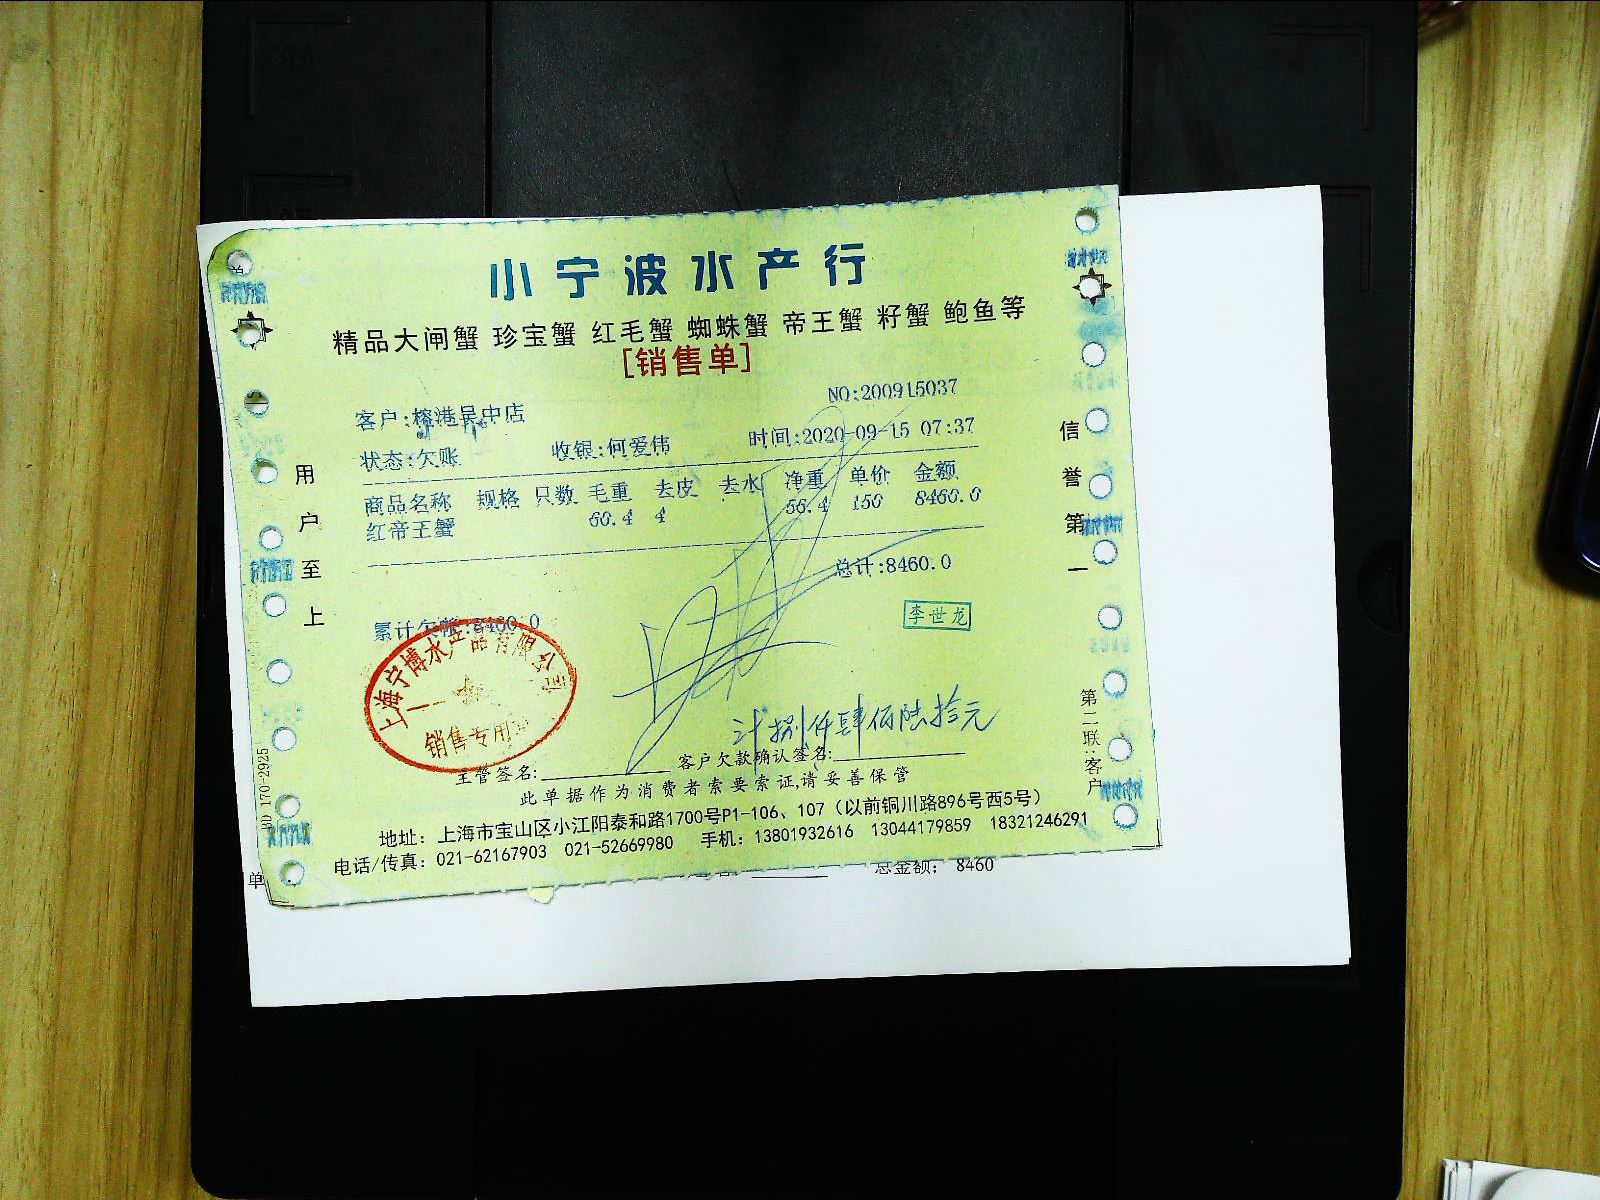 小宁波水产行
精品大闸蟹 珍宝蟹 红毛蟹 蜘蛛蟹 帝王蟹 籽蟹 鲍鱼等
[销售单]
NO:200915037
客户:榕港吴中店
状态:欠账 收银:何爱伟 时间:2020-09-15 07:37
商品名称 规格 只数 毛重 去皮 去水 净重 单价 金额
红帝王蟹 60.4 4 56.4 150 8460.0
总计:8460.0
累计欠账:8460.0
李世龙
上海宁博水产品有限公司
销售专用章
计捌仟肆佰陆拾元
主管签名: 客户欠款确认签名:
此单据作为消费者索要索证,请妥善保管
地址：上海市宝山区小江阳泰和路1700号P1-106、107（以前铜川路896号西5号）
电话/传真：021-62167903 021-52669980 手机：13801932616 13044179859 18321246291
用户至上
信誉第一
第二联:客户
170-2925
单
总金额： 8460